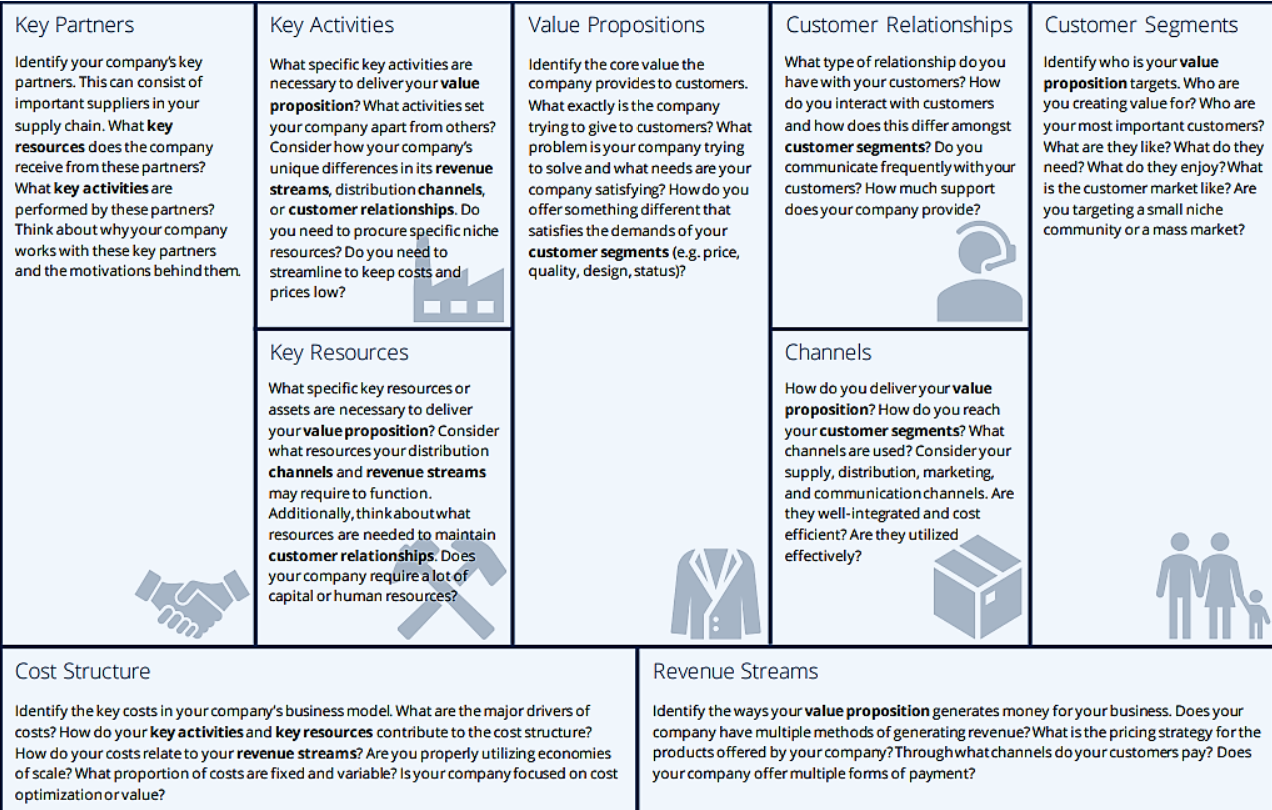 Key Partners
Identify your company's key
partners. This can consist of
important suppliers in your
supply chain. What key
resources does the company
receive from these partners?
What key activities are
performed by these partners?
Think about why your company
works with these key partners
and the motivations behind them.
Key Activities
What specific key activities are
necessary to deliver your value
proposition? What activities set
your company apart from others?
Consider how your company's
unique differences in its revenue
streams, distribution channels,
or customer relationships. Do
you need to procure specific niche
resources? Do you need to
streamline to keep costs and
prices low?
Key Resources
What specific key resources or
assets are necessary to deliver
your value proposition? Consider
what resources your distribution
channels and revenue streams
may require to function.
Additionally, think about what
resources are needed to maintain
customer relationships. Does
your company require a lot of
capital or human resources?
Value Propositions
Identify the core value the
company provides to customers.
What exactly is the company
trying to give to customers? What
problem is your company trying
to solve and what needs are your
company satisfying? How do you
offer something different that
satisfies the demands of your
customer segments (e.g. price,
quality, design, status)?
Customer Relationships
What type of relationship do you
have with your customers? How
do you interact with customers
and how does this differ amongst
customer segments? Do you
communicate frequently with your
customers? How much support
does your company provide?
Channels
How do you deliver your value
proposition? How do you reach
your customer segments? What
channels are used? Consider your
supply, distribution, marketing,
and communication channels. Are
they well-integrated and cost
efficient? Are they utilized
effectively?
Customer Segments
Identify who is your value
proposition targets. Who are
you creating value for? Who are
your most important customers?
What are they like? What do they
need? What do they enjoy? What
is the customer market like? Are
you targeting a small niche
community or a mass market?
Cost Structure
Identify the key costs in your company's business model. What are the major drivers of
costs? How do your key activities and key resources contribute to the cost structure?
How do your costs relate to your revenue streams? Are you properly utilizing economies
of scale? What proportion of costs are fixed and variable? Is your company focused on cost
optimization or value?
Revenue Streams
Identify the ways your value proposition generates money for your business. Does your
company have multiple methods of generating revenue? What is the pricing strategy for the
products offered by your company? Through what channels do your customers pay? Does
your company offer multiple forms of payment?